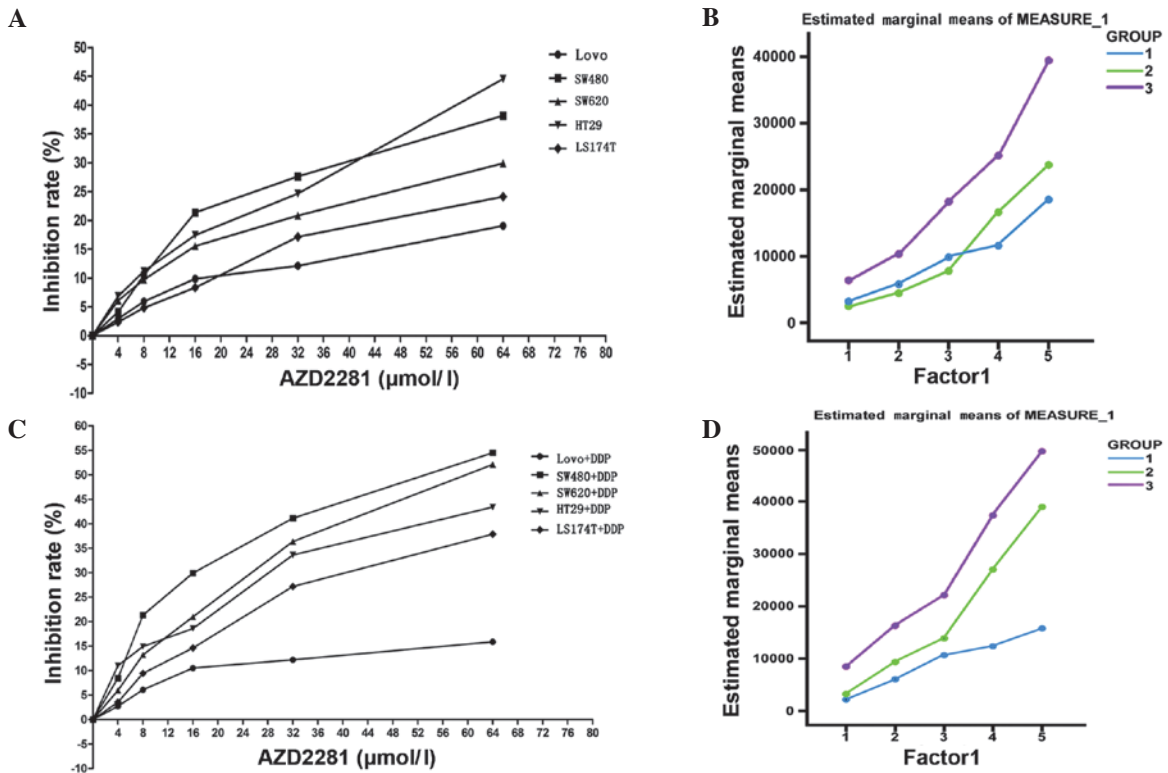 A
Inhibition rate (%)
50
45
40
35
30
25
20
15
10
5
0
-5
-10
4 8 12 16 20 24 28 32 36 40 44 48 52 56 60 64 68 72 76 80
AZD2281 (μmol/l)
Lovo
SW480
SW620
HT29
LS174T
B
Estimated marginal means of MEASURE_1
Estimated marginal means
40000
30000
20000
10000
0
1 2 3 4 5
Factor1
GROUP
1
2
3
C
Inhibition rate (%)
60
55
50
45
40
35
30
25
20
15
10
5
0
-5
-10
4 8 12 16 20 24 28 32 36 40 44 48 52 56 60 64 68 72 76 80
AZD2281 (μmol/l)
Lovo+DDP
SW480+DDP
SW620+DDP
HT29+DDP
LS174T+DDP
D
Estimated marginal means of MEASURE_1
Estimated marginal means
50000
40000
30000
20000
10000
0
1 2 3 4 5
Factor1
GROUP
1
2
3